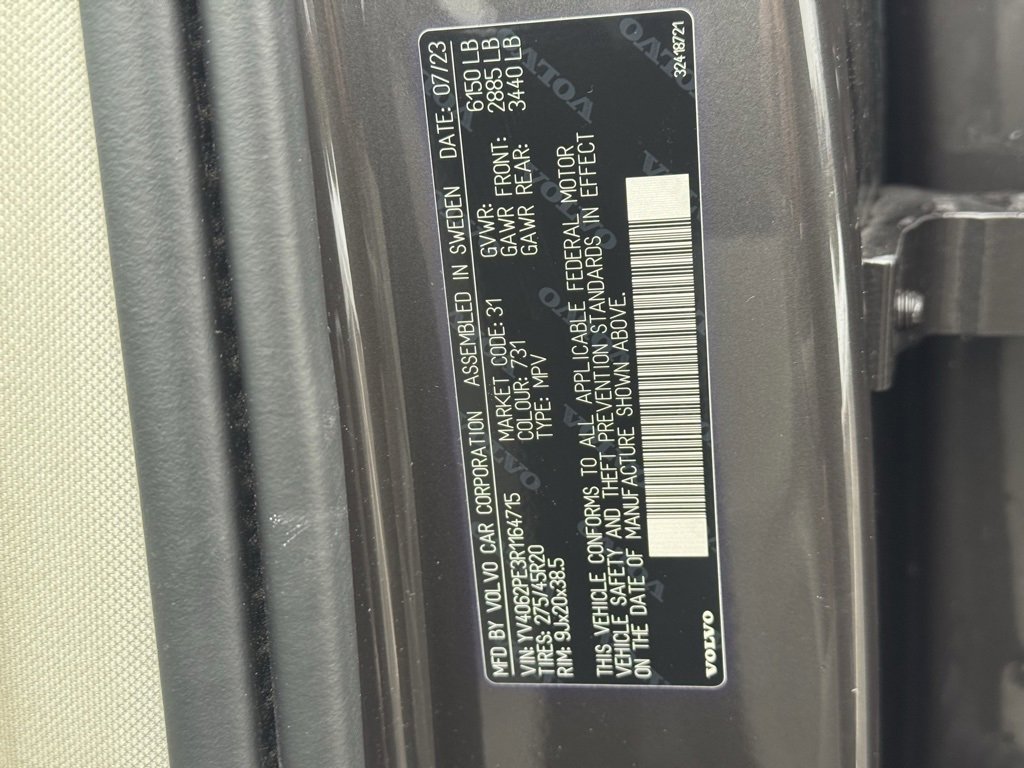 MFD BY VOLVO CAR CORPORATION ASSEMBLED IN SWEDEN DATE: 07/23
VIN: YV4062PE3R1164715
TIRES: 275/45R20
RIM: 9Jx20x38.5
MARKET CODE: 31
COLOUR: 731
TYPE: MPV
GVWR: 6150 LB
GAWR FRONT: 2885 LB
GAWR REAR: 3440 LB
THIS VEHICLE CONFORMS TO ALL APPLICABLE FEDERAL MOTOR
VEHICLE SAFETY AND THEFT PREVENTION STANDARDS IN EFFECT
ON THE DATE OF MANUFACTURE SHOWN ABOVE.
VOLVO
32418721